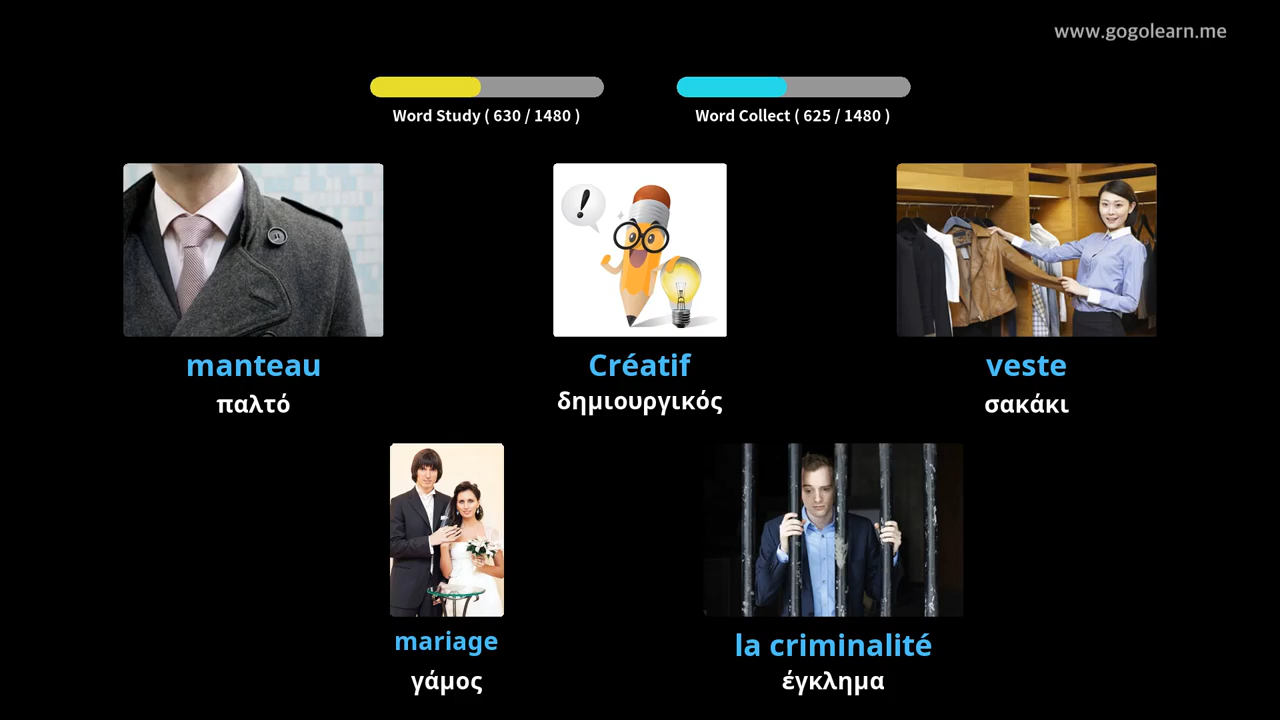 www.gogolearn.me
Word Study ( 630 / 1480 )
Word Collect ( 625 / 1480 )
!
manteau
Créatif
veste
παλτό
δημιουργικός
σακάκι
mariage
la criminalité
γάμος
έγκλημα